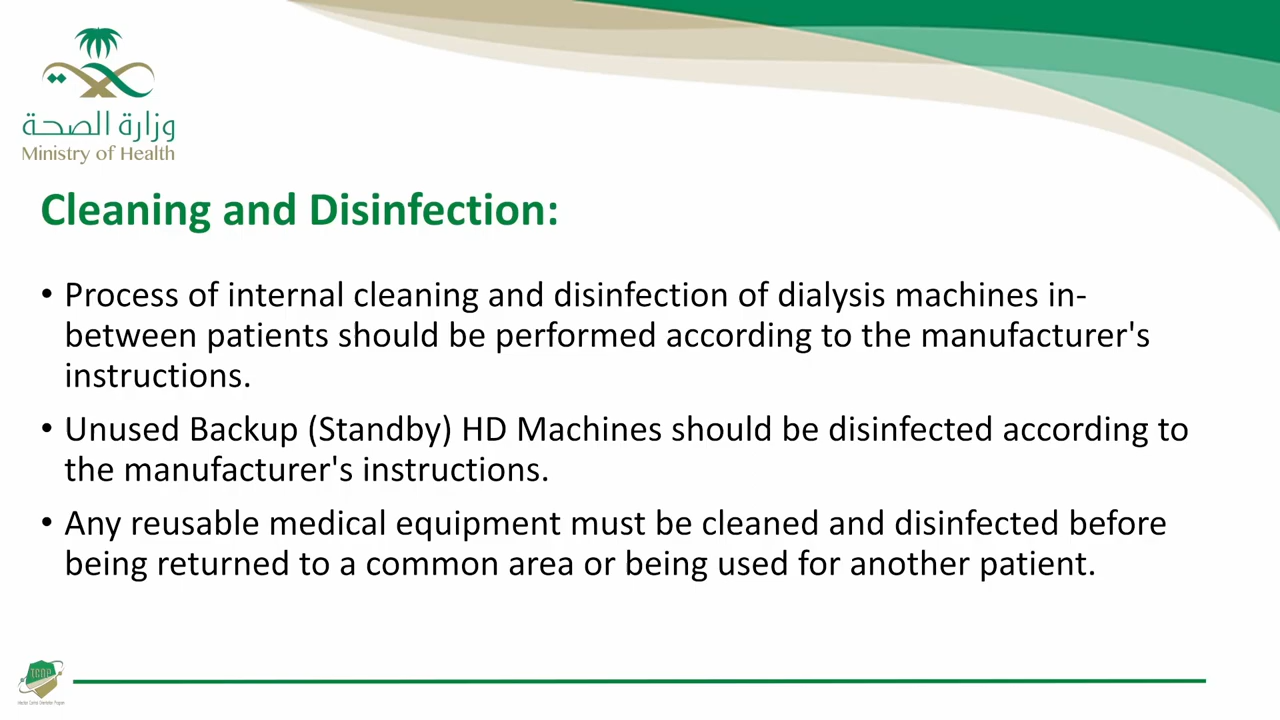 وزارة الصحة
Ministry of Health
Cleaning and Disinfection:
• Process of internal cleaning and disinfection of dialysis machines in-
between patients should be performed according to the manufacturer's
instructions.
• Unused Backup (Standby) HD Machines should be disinfected according to
the manufacturer's instructions.
• Any reusable medical equipment must be cleaned and disinfected before
being returned to a common area or being used for another patient.